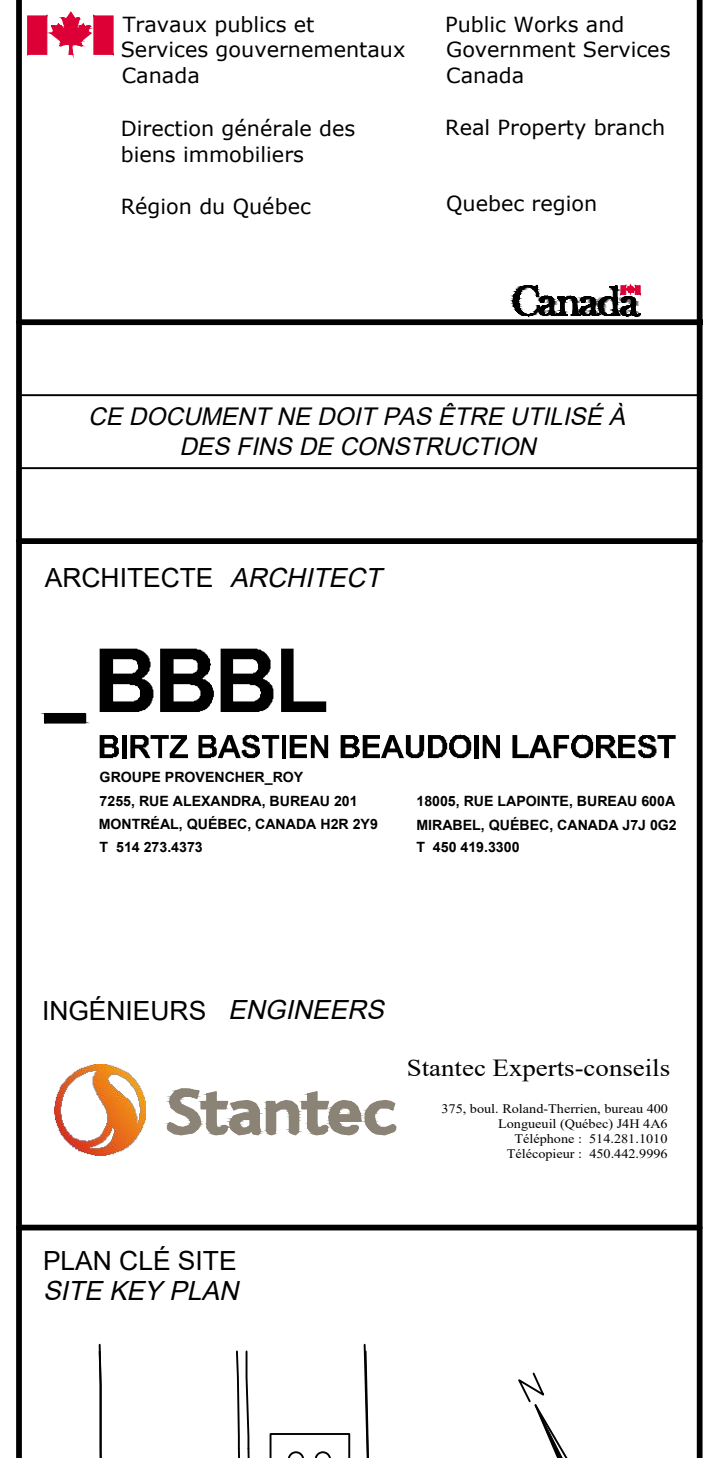 Travaux publics et
Services gouvernementaux
Canada
Direction générale des
biens immobiliers
Région du Québec
Public Works and
Government Services
Canada
Real Property branch
Quebec region
Canada
CE DOCUMENT NE DOIT PAS ÊTRE UTILISÉ À
DES FINS DE CONSTRUCTION
ARCHITECTE ARCHITECT
_BBBL
BIRTZ BASTIEN BEAUDOIN LAFOREST
GROUPE PROVENCHER_ROY
7255, RUE ALEXANDRA, BUREAU 201
MONTRÉAL, QUÉBEC, CANADA H2R 2Y9
T 514 273.4373
18005, RUE LAPOINTE, BUREAU 600A
MIRABEL, QUÉBEC, CANADA J7J 0G2
T 450 419.3300
INGÉNIEURS ENGINEERS
Stantec
Stantec Experts-conseils
375, boul. Roland-Therrien, bureau 400
Longueuil (Québec) J4H 4A6
Téléphone : 514.281.1010
Télécopieur : 450.442.9996
PLAN CLÉ SITE
SITE KEY PLAN
N